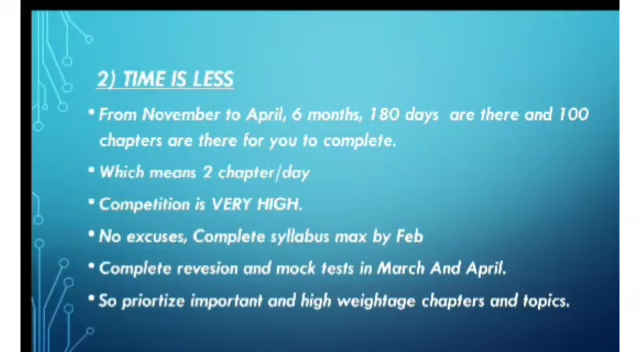 2) TIME IS LESS
• From November to April, 6 months, 180 days are there and 100
chapters are there for you to complete.
• Which means 2 chapter/day
• Competition is VERY HIGH.
• No excuses, Complete syllabus max by Feb
• Complete revesion and mock tests in March And April.
• So priortize important and high weightage chapters and topics.